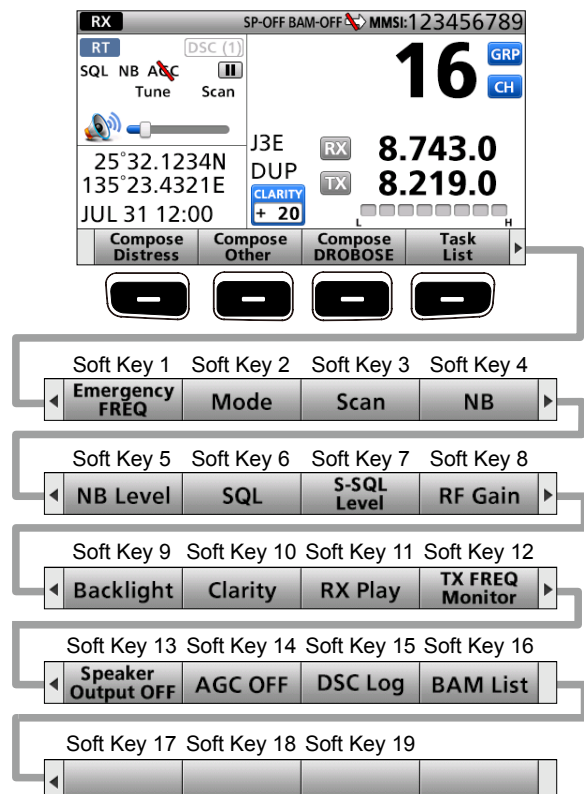 RX SP-OFF BAM-OFF MMSI:123456789
RT DSC (1)
SQL NB AGC
Tune Scan
16 GRP
CH
J3E RX 8.743.0
DUP TX 8.219.0
CLARITY
+ 20
L H
25°32.1234N
135°23.4321E
JUL 31 12:00
Compose Distress Compose Other Compose DROBOSE Task List
Soft Key 1 Soft Key 2 Soft Key 3 Soft Key 4
Emergency FREQ Mode Scan NB
Soft Key 5 Soft Key 6 Soft Key 7 Soft Key 8
NB Level SQL S-SQL Level RF Gain
Soft Key 9 Soft Key 10 Soft Key 11 Soft Key 12
Backlight Clarity RX Play TX FREQ Monitor
Soft Key 13 Soft Key 14 Soft Key 15 Soft Key 16
Speaker Output OFF AGC OFF DSC Log BAM List
Soft Key 17 Soft Key 18 Soft Key 19